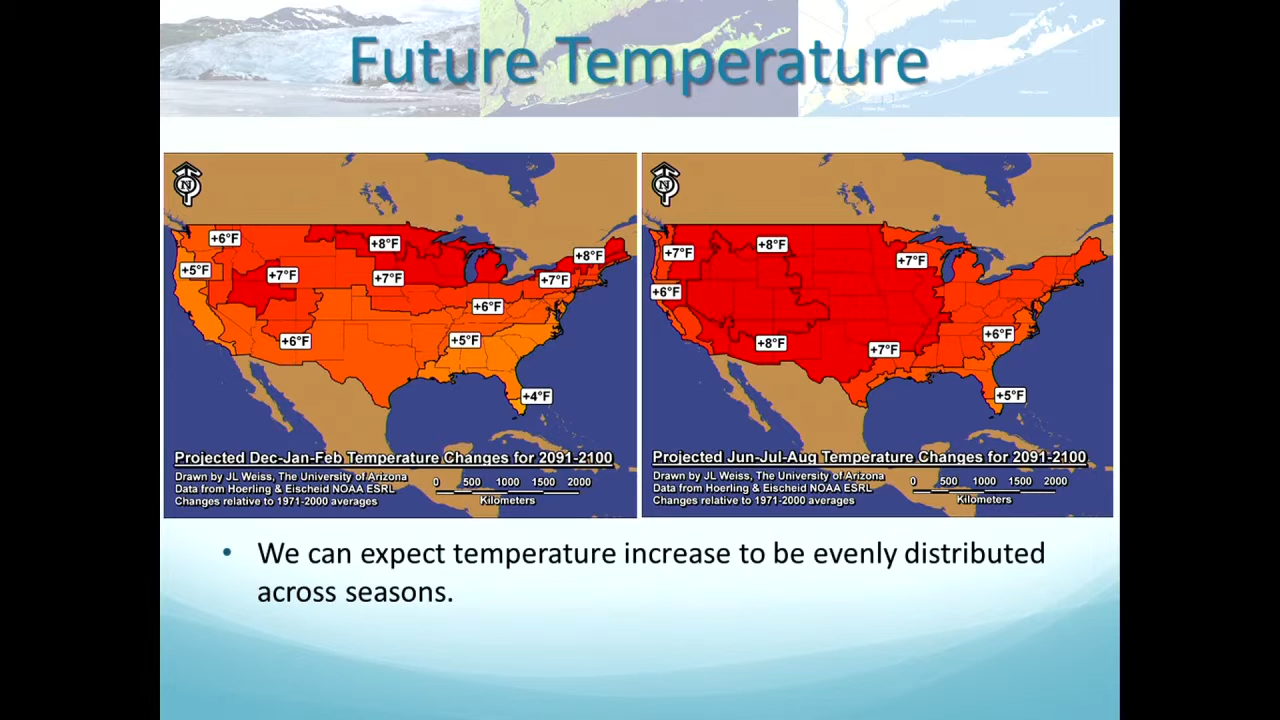 Future Temperature
N
+6°F
+8°F
+8°F
+5°F
+7°F
+7°F
+7°F
+6°F
+6°F
+5°F
+4°F
Projected Dec-Jan-Feb Temperature Changes for 2091-2100
Drawn by JL Weiss, The University of Arizona
Data from Hoerling & Eischeid NOAA ESRL
Changes relative to 1971-2000 averages
0 500 1000 1500 2000
Kilometers
N
+7°F
+8°F
+7°F
+6°F
+6°F
+8°F
+7°F
+5°F
Projected Jun-Jul-Aug Temperature Changes for 2091-2100
Drawn by JL Weiss, The University of Arizona
Data from Hoerling & Eischeid NOAA ESRL
Changes relative to 1971-2000 averages
0 500 1000 1500 2000
Kilometers
• We can expect temperature increase to be evenly distributed
across seasons.